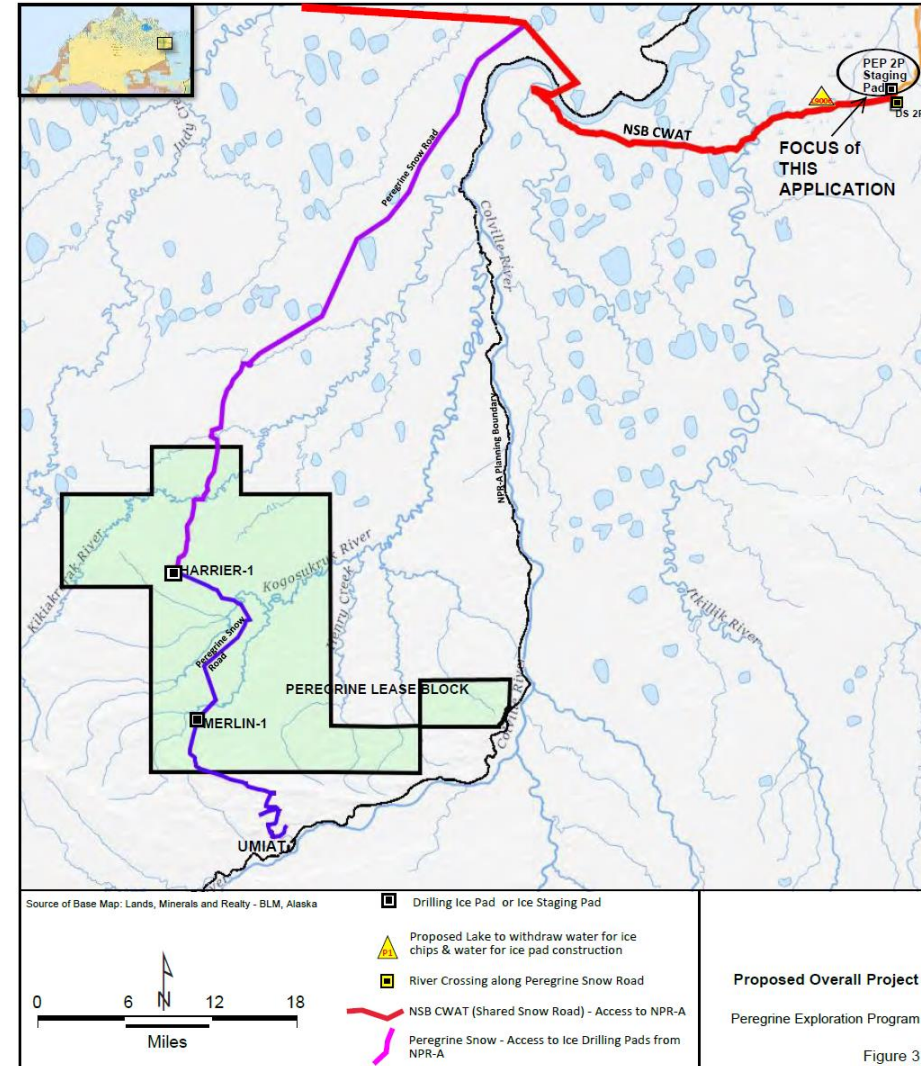 PEP 2P
Staging
Pad
DS 2P
9006
NSB CWAT
FOCUS of
THIS
APPLICATION
Judy
Peregrine Snow Road
Colville River
NPR-A Planning Boundary
Kikiakrorak River
HARRIER-1
Kogosukruk River
Henry Creek
Itkillik River
Peregrine Snow
Road
PEREGRINE LEASE BLOCK
MERLIN-1
Colville River
UMIAT
Source of Base Map: Lands, Minerals and Realty - BLM, Alaska
0 6 N 12 18
Miles
Drilling Ice Pad or Ice Staging Pad
P1
Proposed Lake to withdraw water for ice
chips & water for ice pad construction
River Crossing along Peregrine Snow Road
NSB CWAT (Shared Snow Road) - Access to NPR-A
Peregrine Snow - Access to Ice Drilling Pads from
NPR-A
Proposed Overall Project
Peregrine Exploration Program
Figure 3